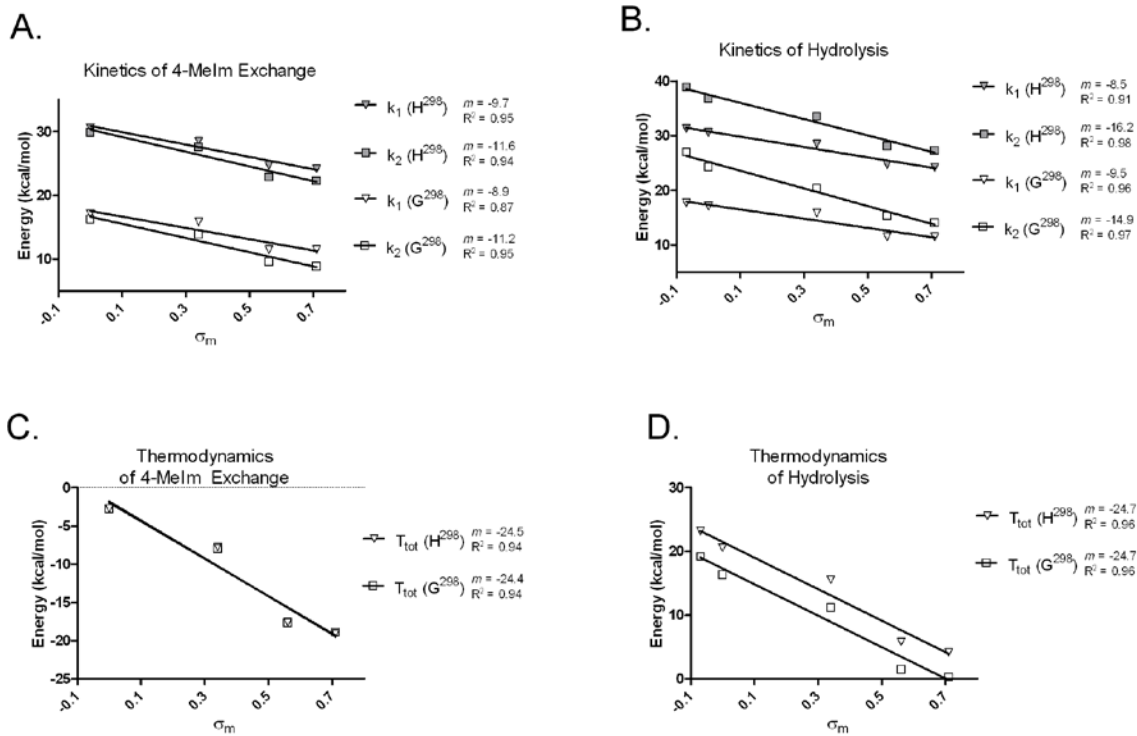 A.
Kinetics of 4-MeIm Exchange
Energy (kcal/mol)
30
20
10
-0.1
0.1
0.3
0.5
0.7
σm
k1 (H298) m = -9.7
R2 = 0.95
k2 (H298) m = -11.6
R2 = 0.94
k1 (G298) m = -8.9
R2 = 0.87
k2 (G298) m = -11.2
R2 = 0.95
B.
Kinetics of Hydrolysis
Energy (kcal/mol)
40
30
20
10
-0.1
0.1
0.3
0.5
0.7
σm
k1 (H298) m = -8.5
R2 = 0.91
k2 (H298) m = -16.2
R2 = 0.98
k1 (G298) m = -9.5
R2 = 0.96
k2 (G298) m = -14.9
R2 = 0.97
C.
Thermodynamics
of 4-MeIm Exchange
Energy (kcal/mol)
0
-5
-10
-15
-20
-25
-0.1
0.1
0.3
0.5
0.7
σm
Ttot (H298) m = -24.5
R2 = 0.94
Ttot (G298) m = -24.4
R2 = 0.94
D.
Thermodynamics
of Hydrolysis
Energy (kcal/mol)
30
20
10
0
-0.1
0.1
0.3
0.5
0.7
σm
Ttot (H298) m = -24.7
R2 = 0.96
Ttot (G298) m = -24.7
R2 = 0.96